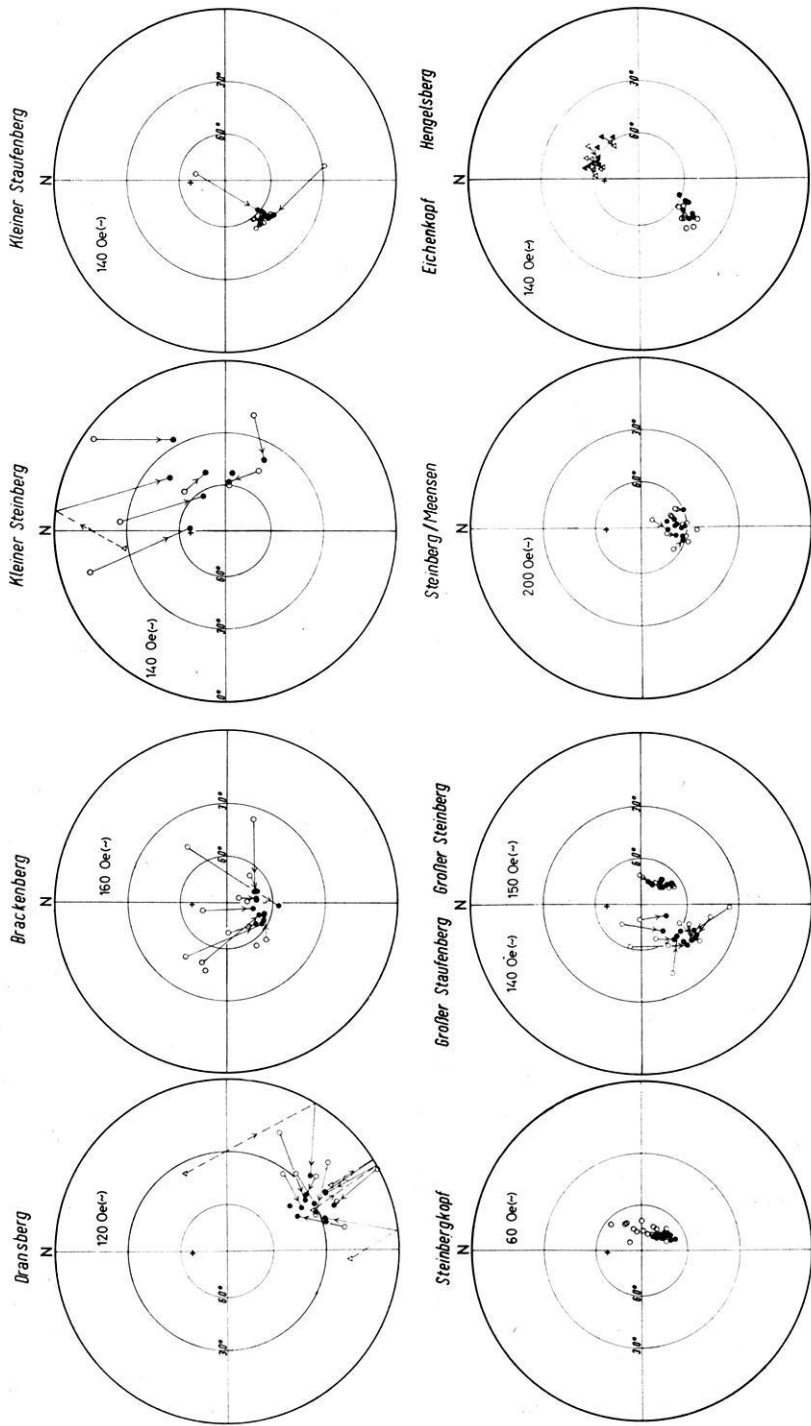 Dransberg
N
120 Oe(~)
30°
60°
Brackenberg
N
160 Oe(~)
60°
30°
Kleiner Steinberg
N
140 Oe(~)
0°
30°
60°
Kleiner Staufenberg
N
140 Oe(~)
60°
30°
Steinbergkopf
N
60 Oe(~)
30°
60°
Großer Staufenberg Großer Steinberg
N
140 Oe(~)
150 Oe(~)
60°
30°
Steinberg/Meensen
N
200 Oe(~)
60°
30°
Eichenkopf Hengelsberg
N
140 Oe(~)
60°
30°